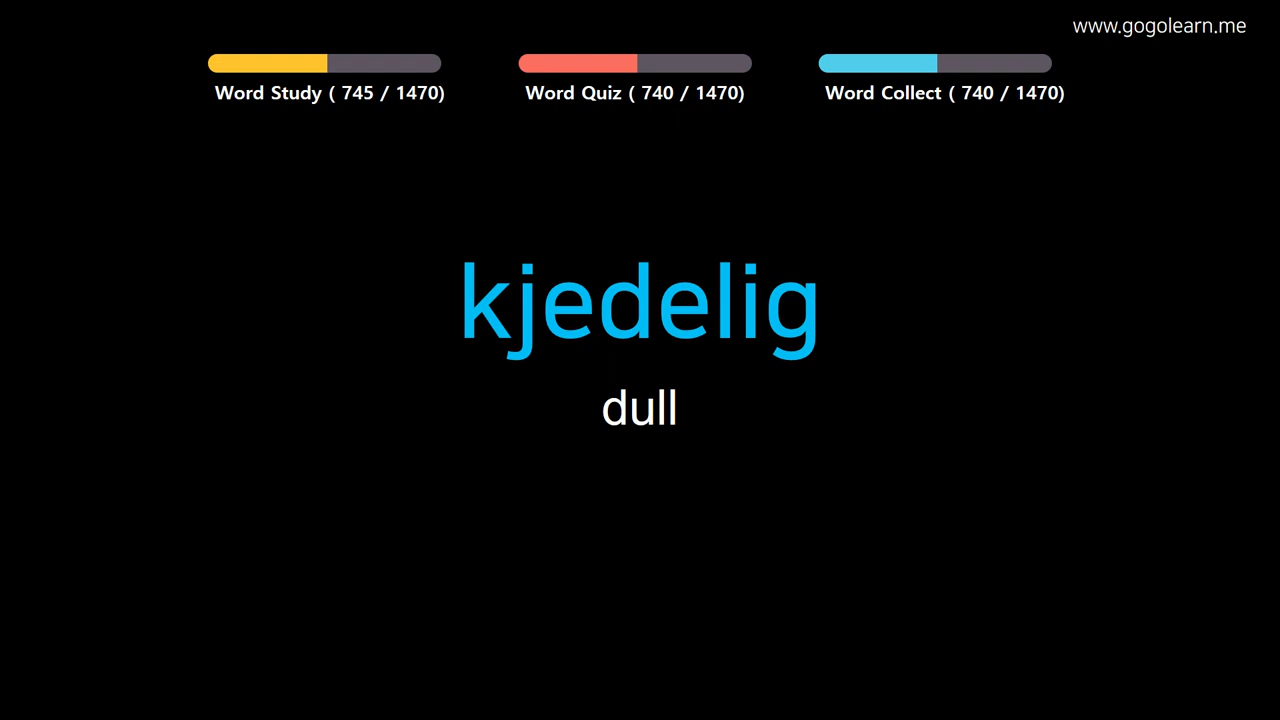 www.gogolearn.me
Word Study ( 745 / 1470)
Word Quiz ( 740 / 1470)
Word Collect ( 740 / 1470)
kjedelig
dull